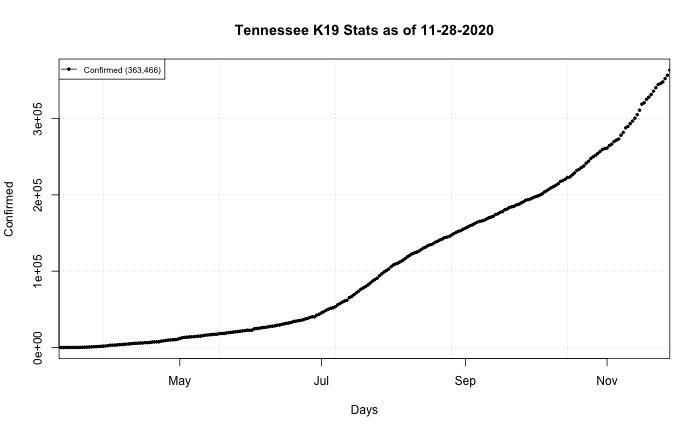 Tennessee K19 Stats as of 11-28-2020
Confirmed (363,466)
Confirmed
3e+05
2e+05
1e+05
0e+00
May Jul Sep Nov
Days